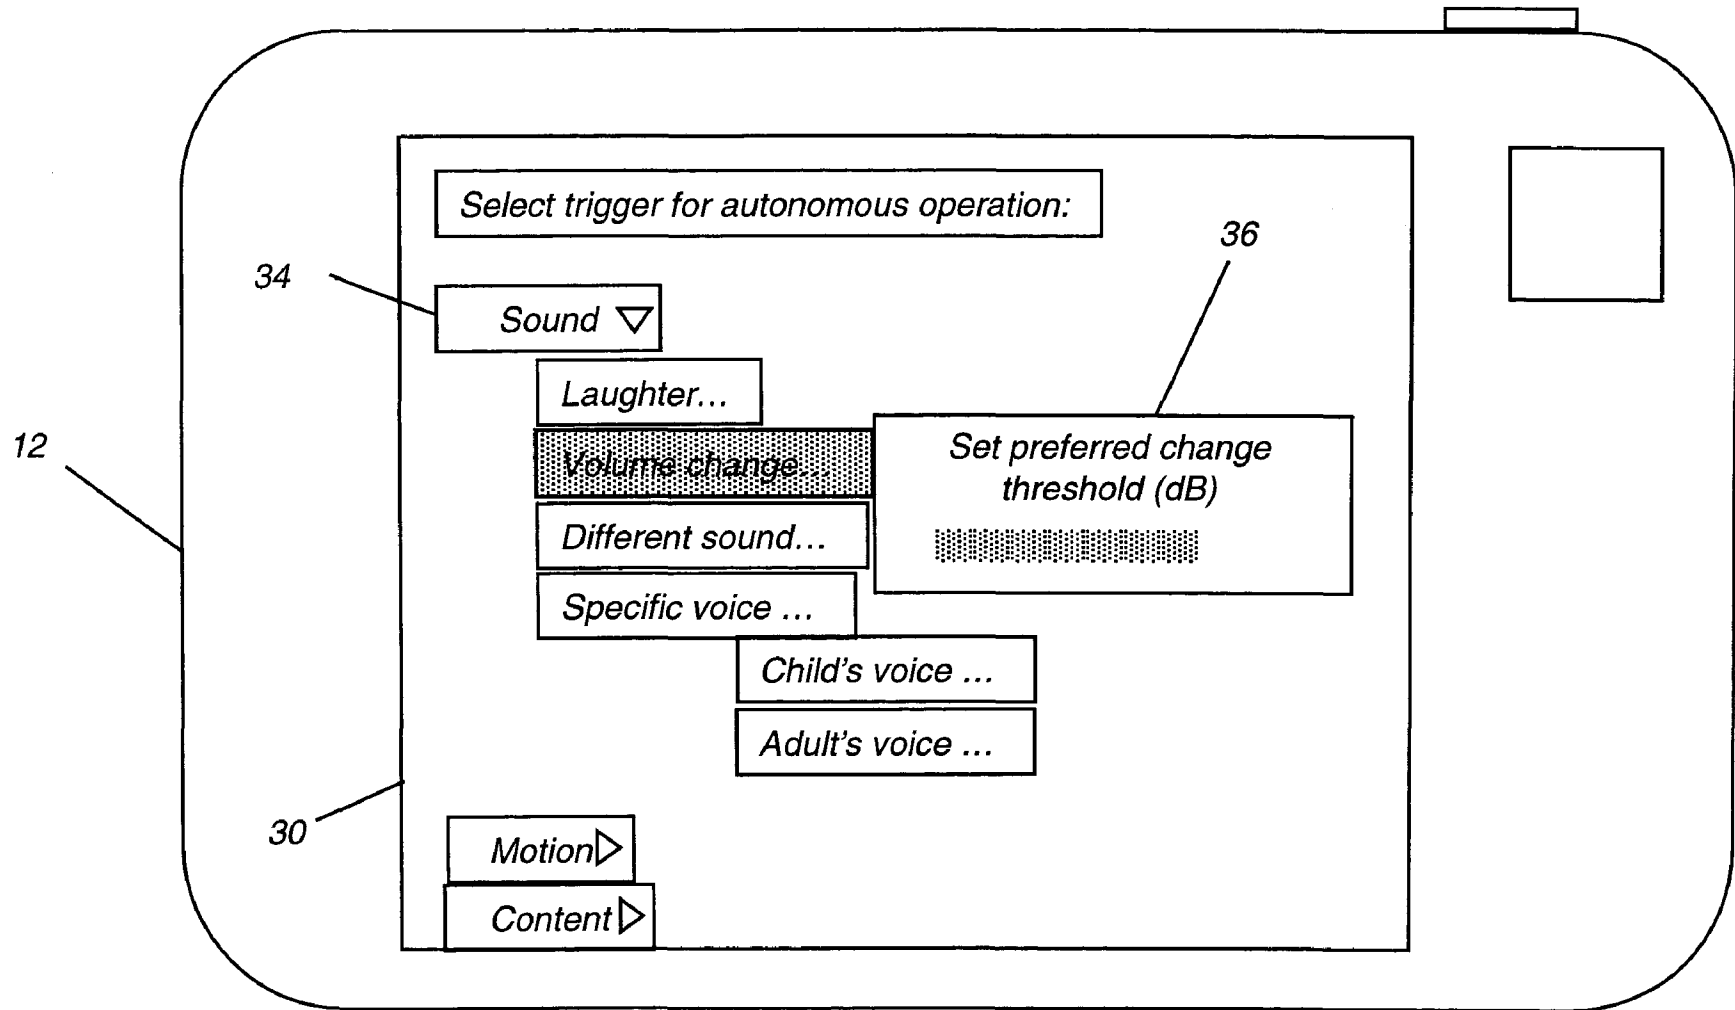 Select trigger for autonomous operation:
36
34
Sound
Laughter...
12
Volume change...
Set preferred change
threshold (dB)
Different sound...
Specific voice ...
Child's voice ...
Adult's voice ...
30
Motion
Content